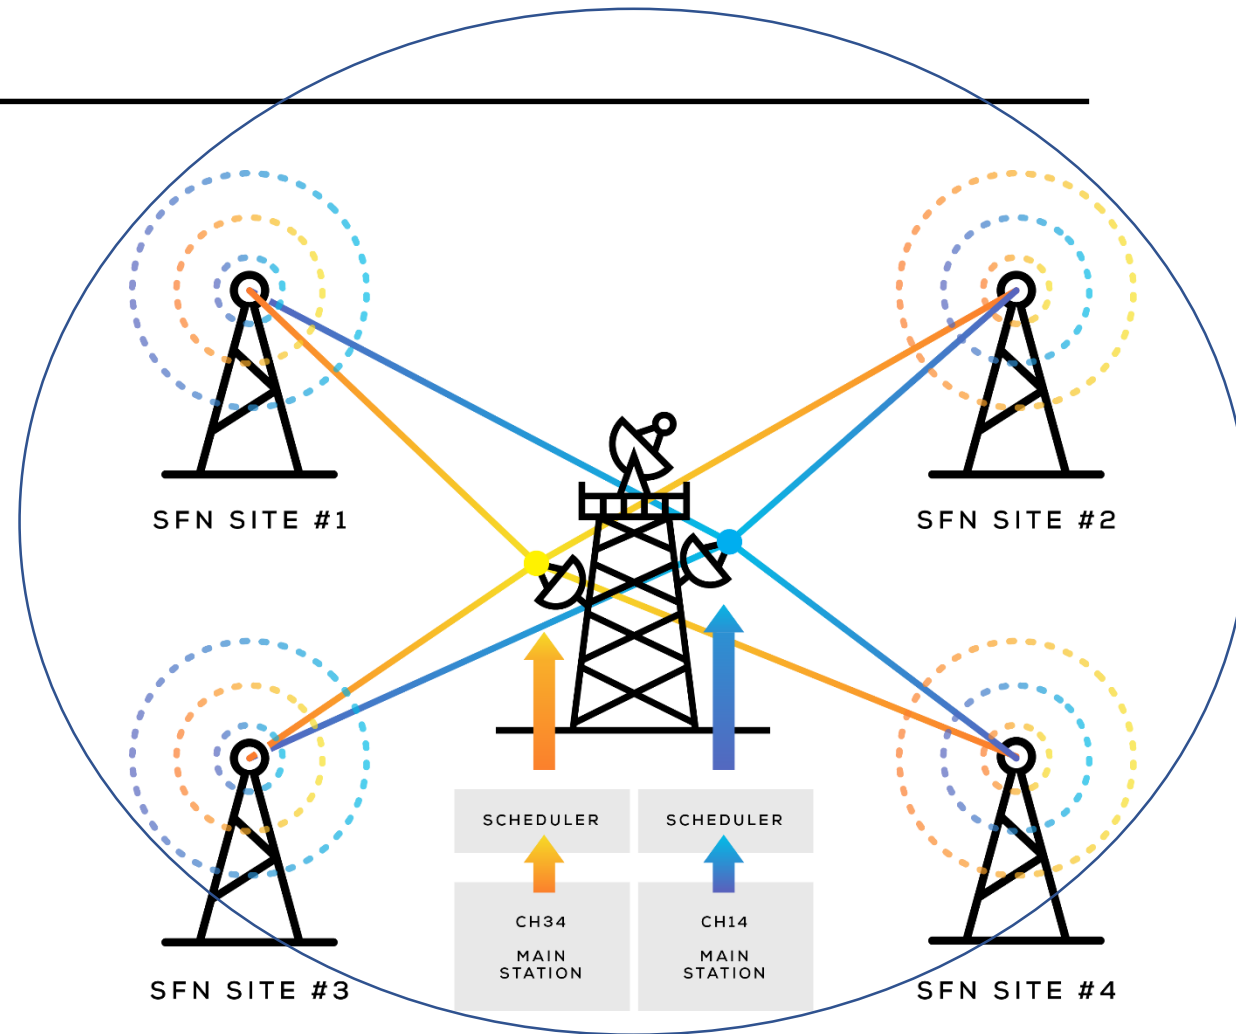 SFN SITE #1
SFN SITE #2
SCHEDULER
SCHEDULER
CH34
MAIN
STATION
CH14
MAIN
STATION
SFN SITE #3
SFN SITE #4